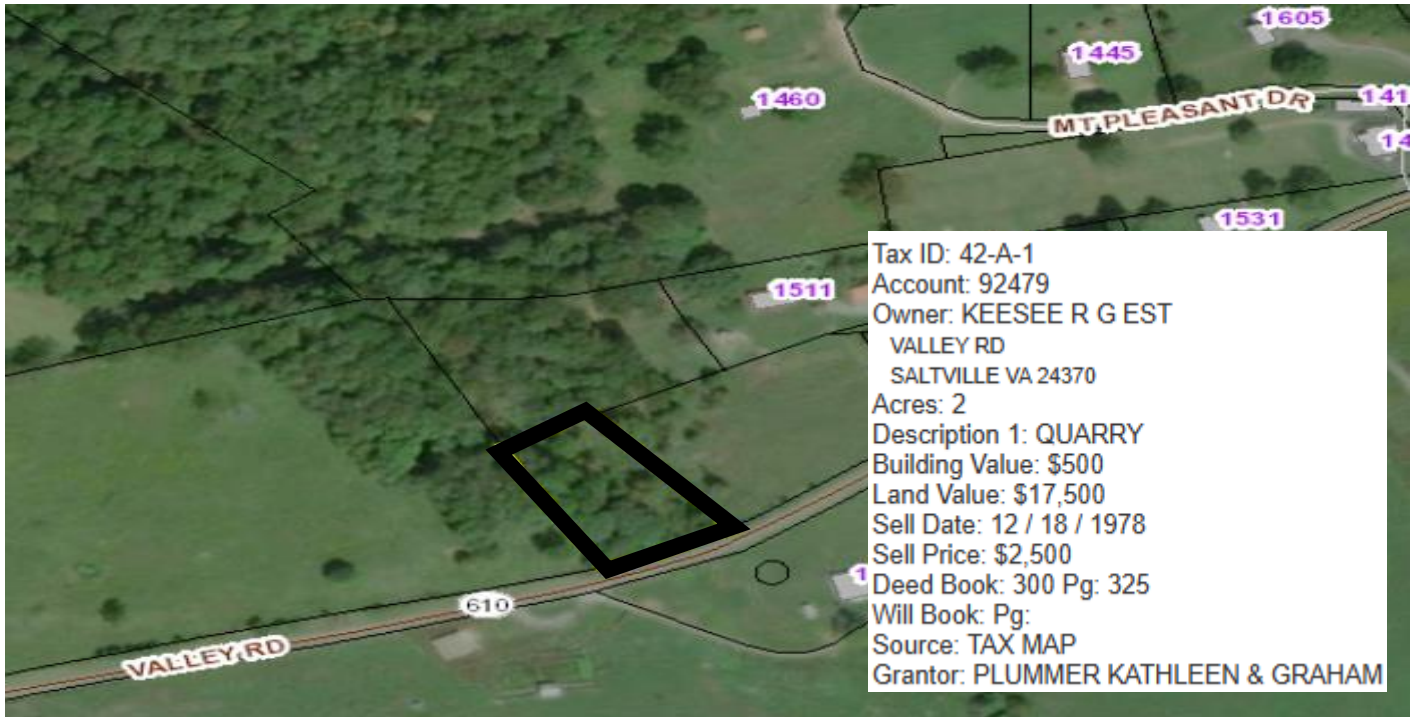 1605
1445
1460
MT PLEASANT DR
1531
1511
Tax ID: 42-A-1
Account: 92479
Owner: KEESEE R G EST
VALLEY RD
SALTVILLE VA 24370
Acres: 2
Description 1: QUARRY
Building Value: $500
Land Value: $17,500
Sell Date: 12 / 18 / 1978
Sell Price: $2,500
Deed Book: 300 Pg: 325
Will Book: Pg:
Source: TAX MAP
Grantor: PLUMMER KATHLEEN & GRAHAM
610
VALLEY RD